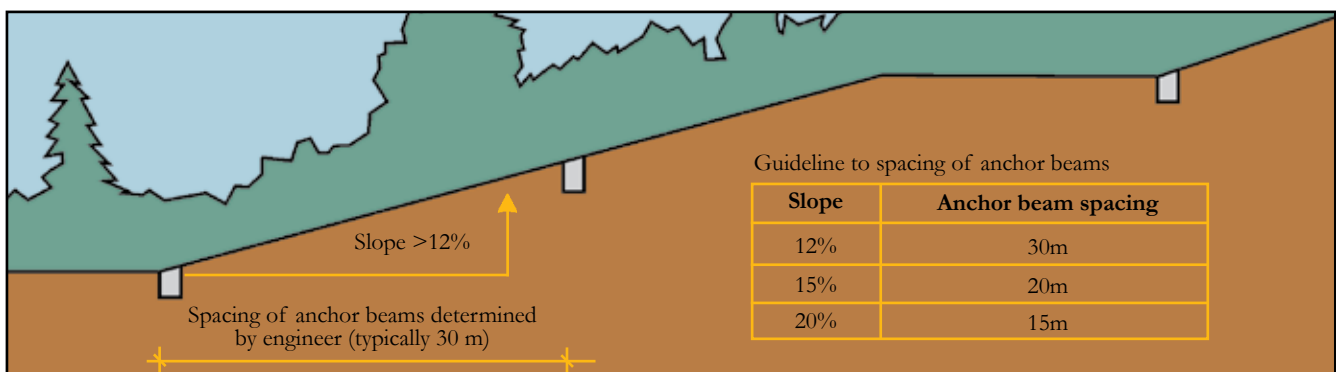 Slope >12%
Spacing of anchor beams determined
by engineer (typically 30 m)
Guideline to spacing of anchor beams
Slope Anchor beam spacing
12% 30m
15% 20m
20% 15m